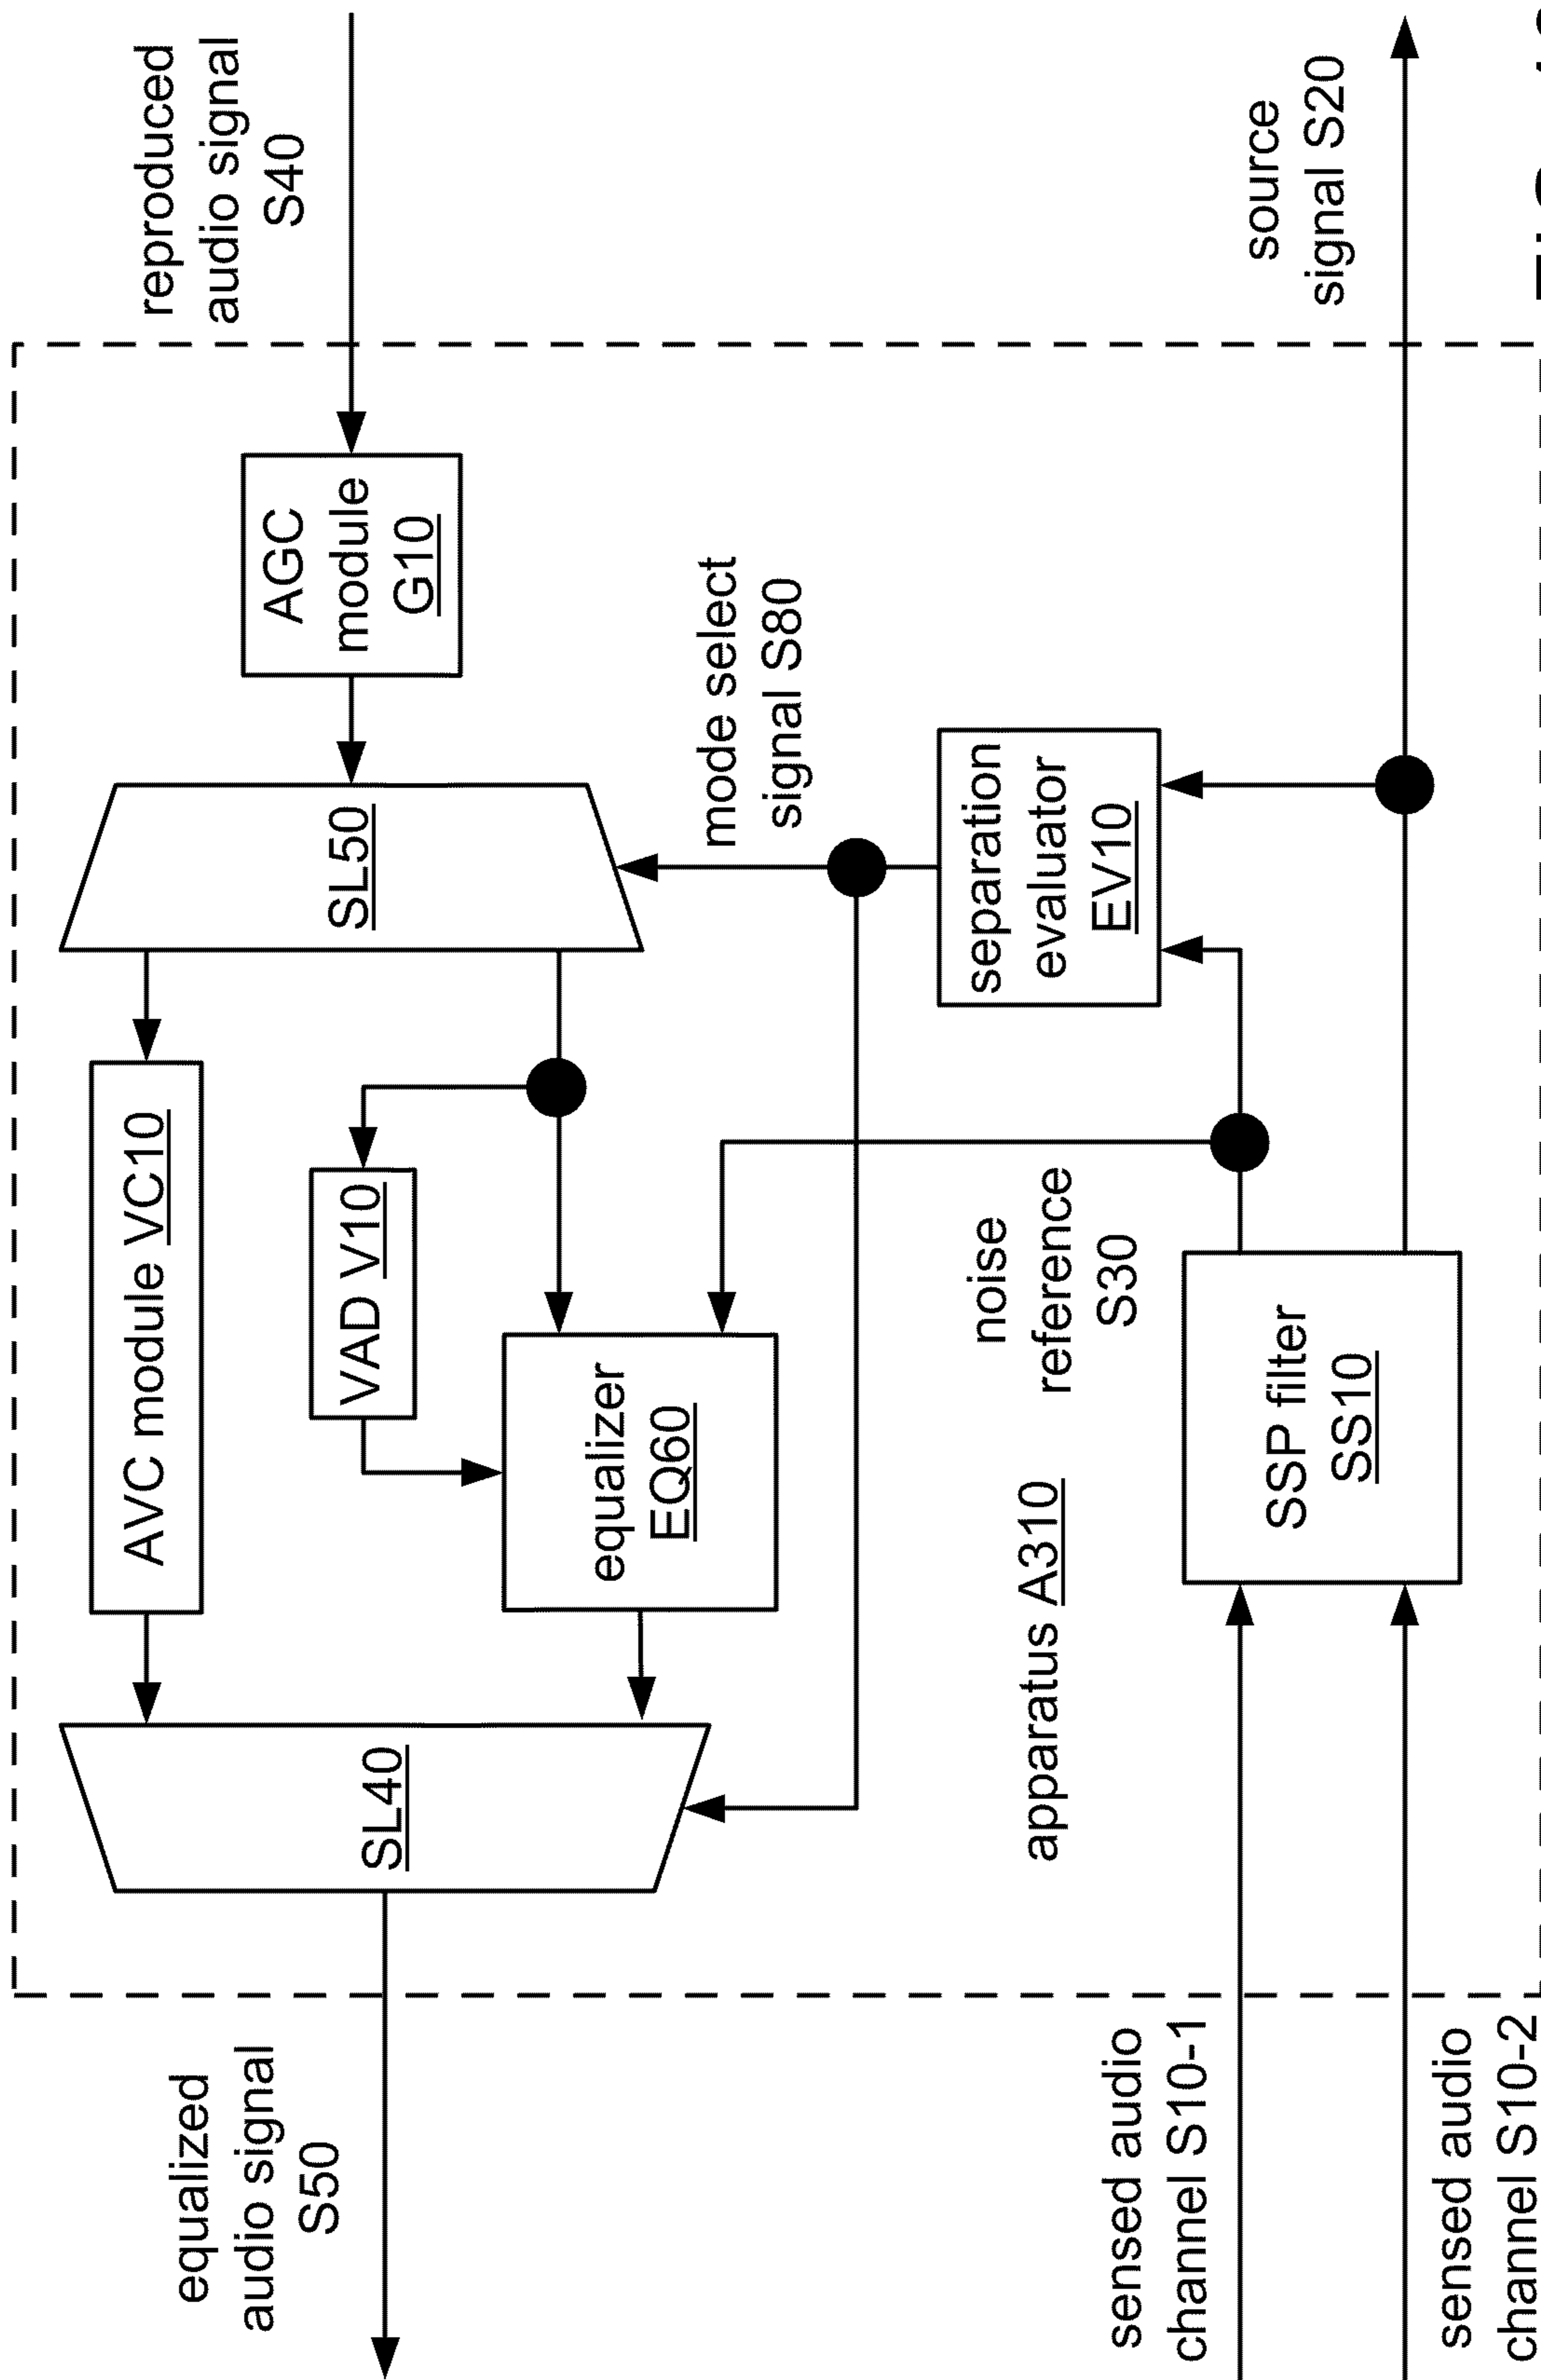 reproduced
audio signal
S40
AGC
module
G10
SL50
AVC module VC10
VAD V10
equalizer
EQ60
SL40
equalized
audio signal
S50
mode select
signal S80
separation
evaluator
EV10
noise
reference
S30
apparatus A310
SSP filter
SS10
source
signal S20
sensed audio
channel S10-1
sensed audio
channel S10-2